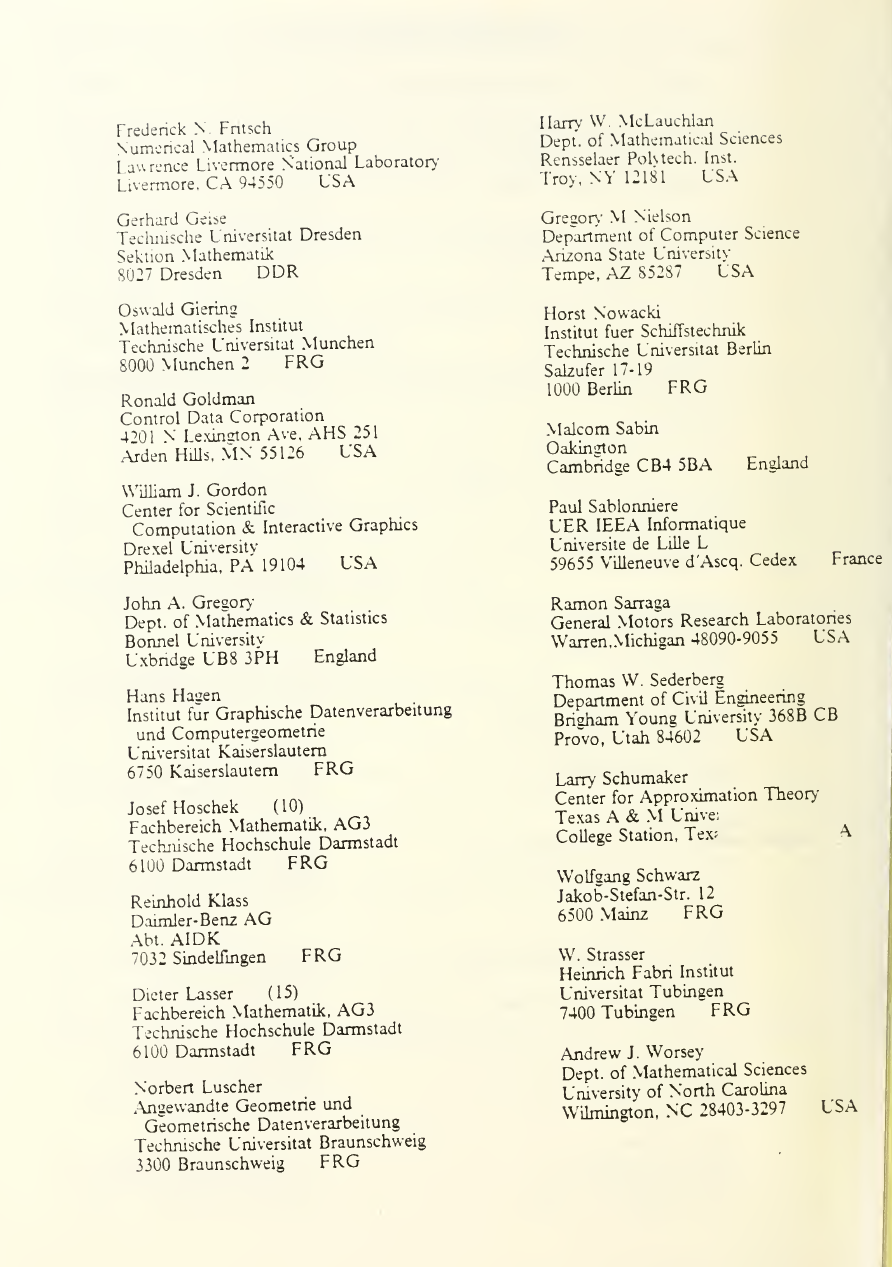 Frederick N. Fritsch
Numerical Mathematics Group
Lawrence Livermore National Laboratory
Livermore, CA 94550 USA
Gerhard Geise
Technische Universitat Dresden
Sektion Mathematik
8027 Dresden DDR
Oswald Giering
Mathematisches Institut
Technische Universitat Munchen
8000 Munchen 2 FRG
Ronald Goldman
Control Data Corporation
4201 N Lexington Ave, AHS 251
Arden Hills, MN 55126 USA
William J. Gordon
Center for Scientific
Computation & Interactive Graphics
Drexel University
Philadelphia, PA 19104 USA
John A. Gregory
Dept. of Mathematics & Statistics
Bonnel University
Uxbridge UB8 3PH England
Hans Hagen
Institut fur Graphische Datenverarbeitung
und Computergeometrie
Universitat Kaiserslautern
6750 Kaiserslautern FRG
Josef Hoschek (10)
Fachbereich Mathematik, AG3
Technische Hochschule Darmstadt
6100 Darmstadt FRG
Reinhold Klass
Daimler-Benz AG
Abt. AIDK
7032 Sindelfingen FRG
Dieter Lasser (15)
Fachbereich Mathematik, AG3
Technische Hochschule Darmstadt
6100 Darmstadt FRG
Norbert Luscher
Angewandte Geometrie und
Geometrische Datenverarbeitung
Technische Universitat Braunschweig
3300 Braunschweig FRG
Harry W. McLauchlan
Dept. of Mathematical Sciences
Rensselaer Polytech. Inst.
Troy, NY 12181 USA
Gregory M Nielson
Department of Computer Science
Arizona State University
Tempe, AZ 85287 USA
Horst Nowacki
Institut fuer Schiffstechnik
Technische Universitat Berlin
Salzufer 17-19
1000 Berlin FRG
Malcom Sabin
Oakington
Cambridge CB4 5BA England
Paul Sablonniere
UER IEEA Informatique
Universite de Lille L
59655 Villeneuve d'Ascq. Cedex France
Ramon Sarraga
General Motors Research Laboratories
Warren,Michigan 48090-9055 USA
Thomas W. Sederberg
Department of Civil Engineering
Brigham Young University 368B CB
Provo, Utah 84602 USA
Larry Schumaker
Center for Approximation Theory
Texas A & M
College Station, A
Wolfgang Schwarz
Jakob-Stefan-Str. 12
6500 Mainz FRG
W. Strasser
Heinrich Fabri Institut
Universitat Tubingen
7400 Tubingen FRG
Andrew J. Worsey
Dept. of Mathematical Sciences
University of North Carolina
Wilmington, NC 28403-3297 USA